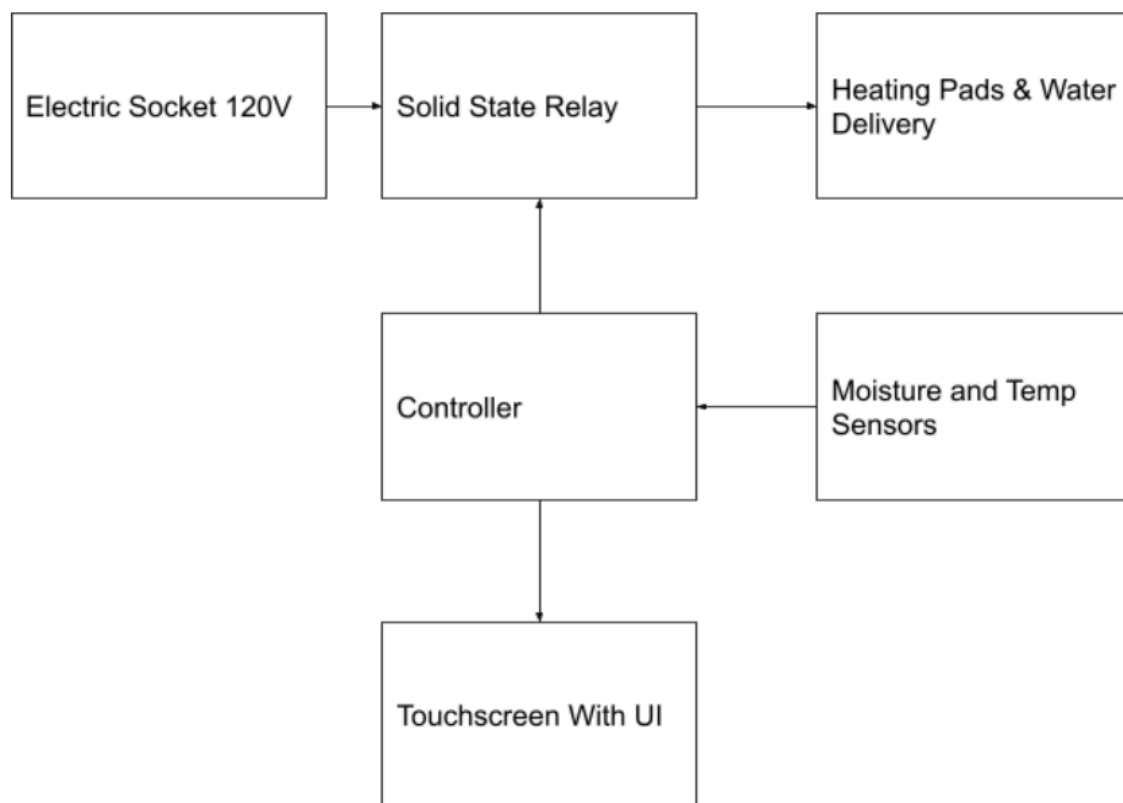 Electric Socket 120V
Solid State Relay
Heating Pads & Water
Delivery
Controller
Moisture and Temp
Sensors
Touchscreen With UI